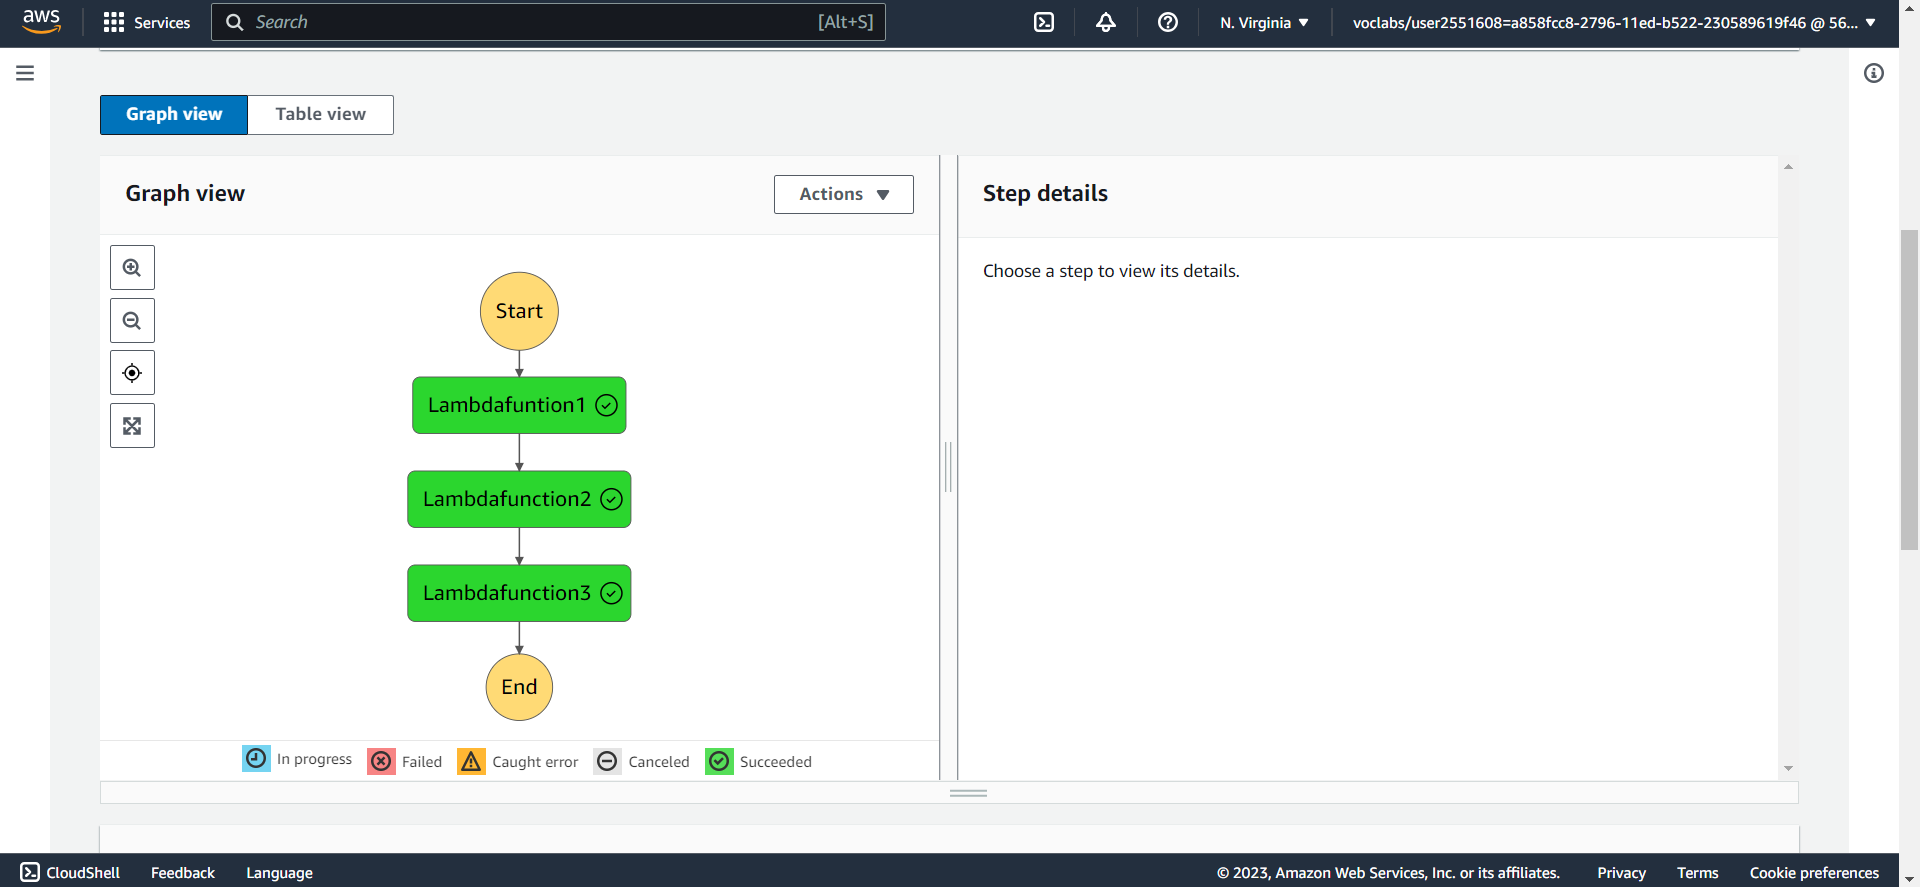 aws Services Search [Alt+S] N. Virginia voclabs/user2551608=a858fcc8-2796-11ed-b522-230589619f46 @ 56...
Graph view Table view
Graph view Actions
Step details
Choose a step to view its details.
Start
Lambdafuntion1
Lambdafunction2
Lambdafunction3
End
In progress Failed Caught error Canceled Succeeded
CloudShell Feedback Language © 2023, Amazon Web Services, Inc. or its affiliates. Privacy Terms Cookie preferences